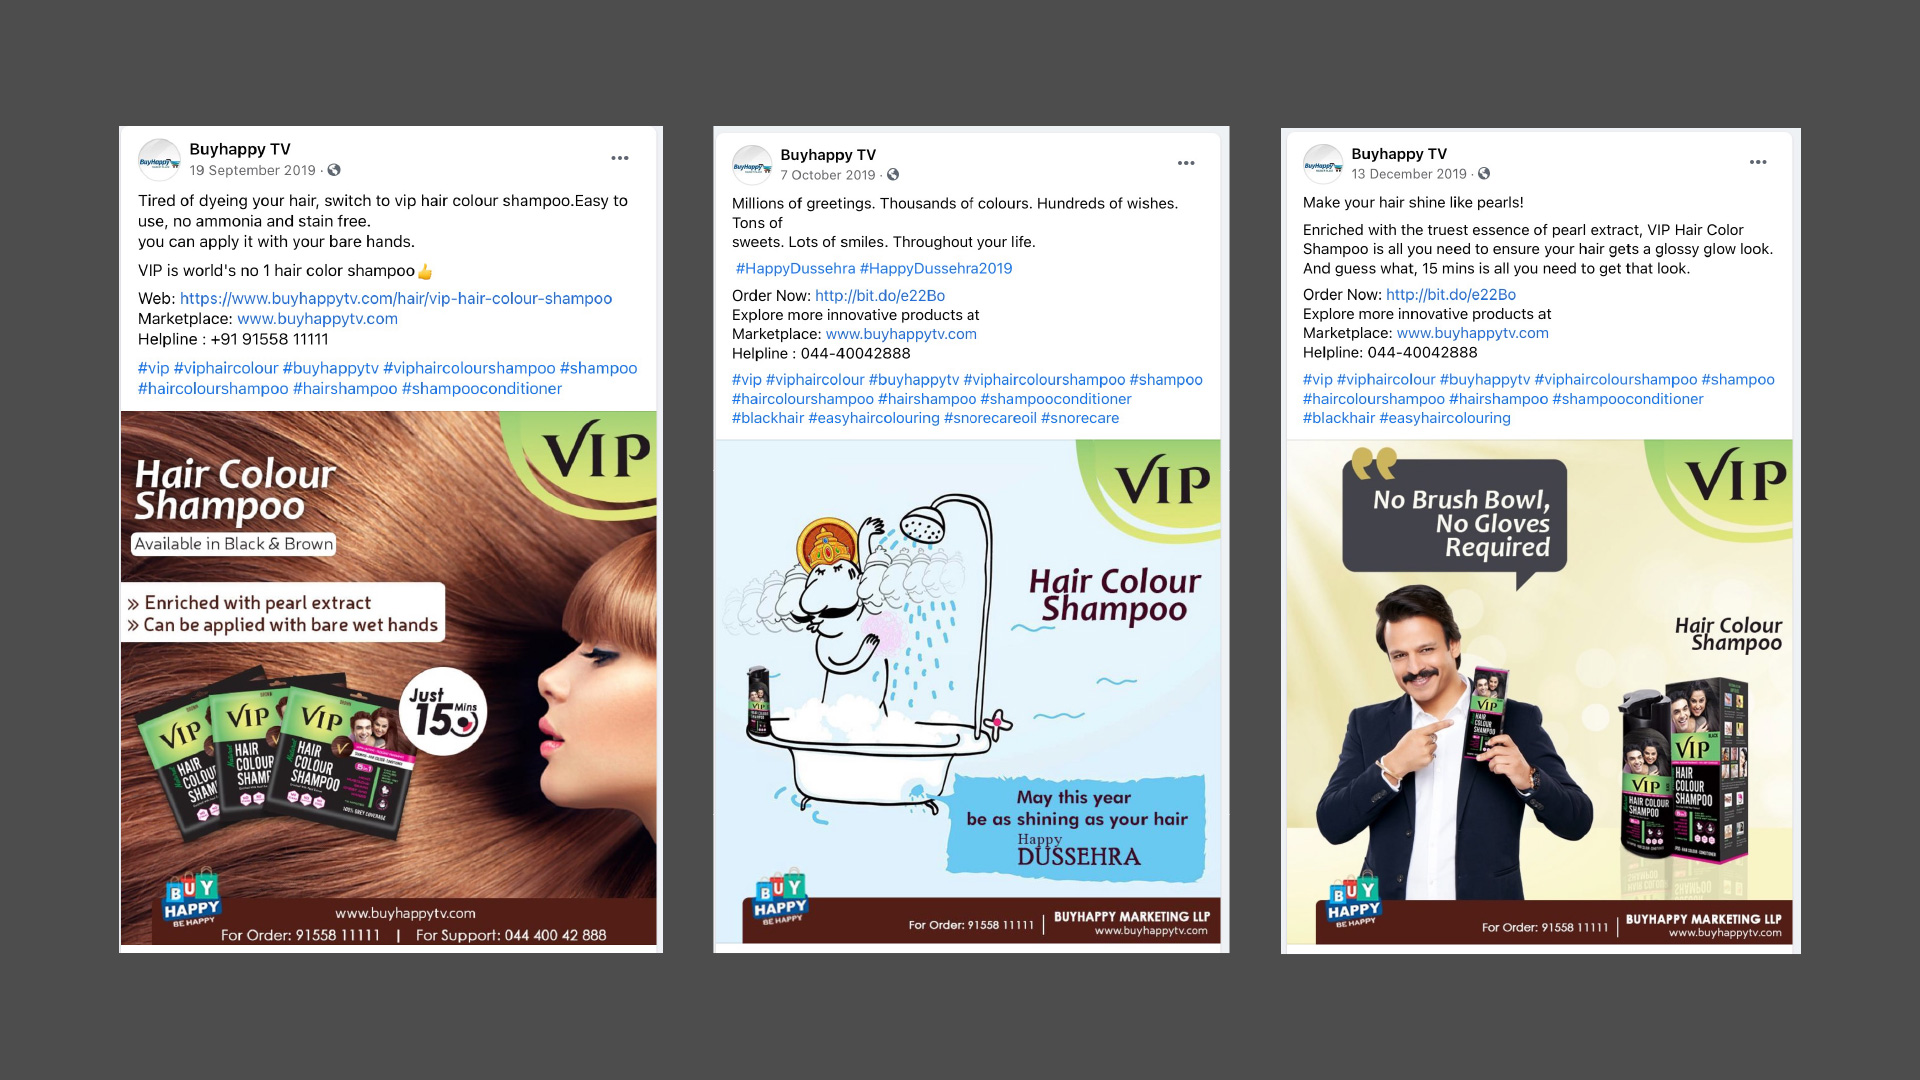 Buyhappy TV
19 September 2019 ·
Tired of dyeing your hair, switch to vip hair colour shampoo.Easy to
use, no ammonia and stain free.
you can apply it with your bare hands.
VIP is world's no 1 hair color shampoo👍
Web: https://www.buyhappytv.com/hair/vip-hair-colour-shampoo
Marketplace: www.buyhappytv.com
Helpline : +91 91558 11111
#vip #viphaircolour #buyhappytv #viphaircolourshampoo #shampoo
#haircolourshampoo #hairshampoo #shampooconditioner
VIP
Hair Colour
Shampoo
Available in Black & Brown
» Enriched with pearl extract
» Can be applied with bare wet hands
Just
15 Mins
VIP
HAIR
COLOUR
SHAMPOO
BUY
HAPPY
BE HAPPY
www.buyhappytv.com
For Order: 91558 11111 | For Support: 044 400 42 888
Buyhappy TV
7 October 2019 ·
Millions of greetings. Thousands of colours. Hundreds of wishes.
Tons of
sweets. Lots of smiles. Throughout your life.
#HappyDussehra #HappyDussehra2019
Order Now: http://bit.do/e22Bo
Explore more innovative products at
Marketplace: www.buyhappytv.com
Helpline : 044-40042888
#vip #viphaircolour #buyhappytv #viphaircolourshampoo #shampoo
#haircolourshampoo #hairshampoo #shampooconditioner
#blackhair #easyhaircolouring #snorecareoil #snorecare
VIP
Hair Colour
Shampoo
VIP
May this year
be as shining as your hair
Happy
DUSSEHRA
BUY
HAPPY
BE HAPPY
For Order: 91558 11111 | BUYHAPPY MARKETING LLP
www.buyhappytv.com
Buyhappy TV
13 December 2019 ·
Make your hair shine like pearls!
Enriched with the truest essence of pearl extract, VIP Hair Color
Shampoo is all you need to ensure your hair gets a glossy glow look.
And guess what, 15 mins is all you need to get that look.
Order Now: http://bit.do/e22Bo
Explore more innovative products at
Marketplace: www.buyhappytv.com
Helpline: 044-40042888
#vip #viphaircolour #buyhappytv #viphaircolourshampoo #shampoo
#haircolourshampoo #hairshampoo #shampooconditioner
#blackhair #easyhaircolouring
VIP
No Brush Bowl,
No Gloves
Required
Hair Colour
Shampoo
VIP
HAIR
COLOUR
SHAMPOO
VIP
HAIR COLOUR
SHAMPOO
VIP
HAIR
COLOUR
SHAMPOO
BUY
HAPPY
BE HAPPY
For Order: 91558 11111 | BUYHAPPY MARKETING LLP
www.buyhappytv.com